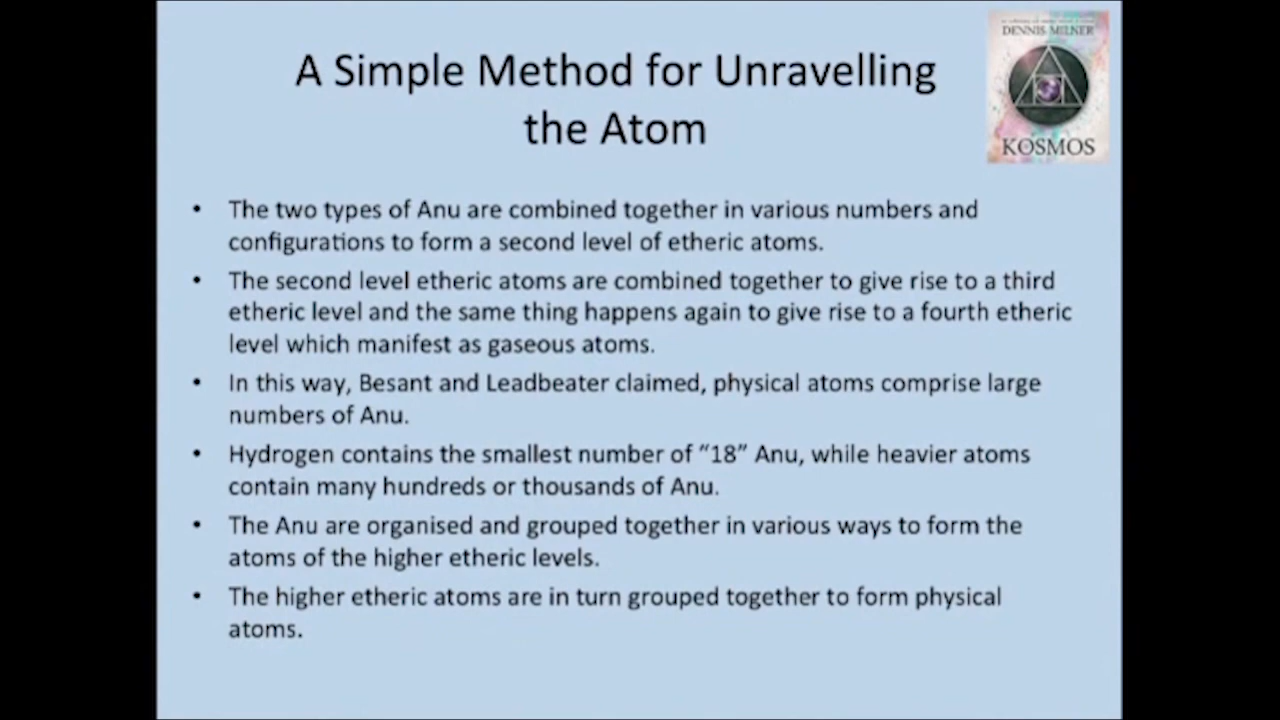 DENNIS MILNER
KOSMOS
A Simple Method for Unravelling
the Atom
• The two types of Anu are combined together in various numbers and
configurations to form a second level of etheric atoms.
• The second level etheric atoms are combined together to give rise to a third
etheric level and the same thing happens again to give rise to a fourth etheric
level which manifest as gaseous atoms.
• In this way, Besant and Leadbeater claimed, physical atoms comprise large
numbers of Anu.
• Hydrogen contains the smallest number of “18” Anu, while heavier atoms
contain many hundreds or thousands of Anu.
• The Anu are organised and grouped together in various ways to form the
atoms of the higher etheric levels.
• The higher etheric atoms are in turn grouped together to form physical
atoms.